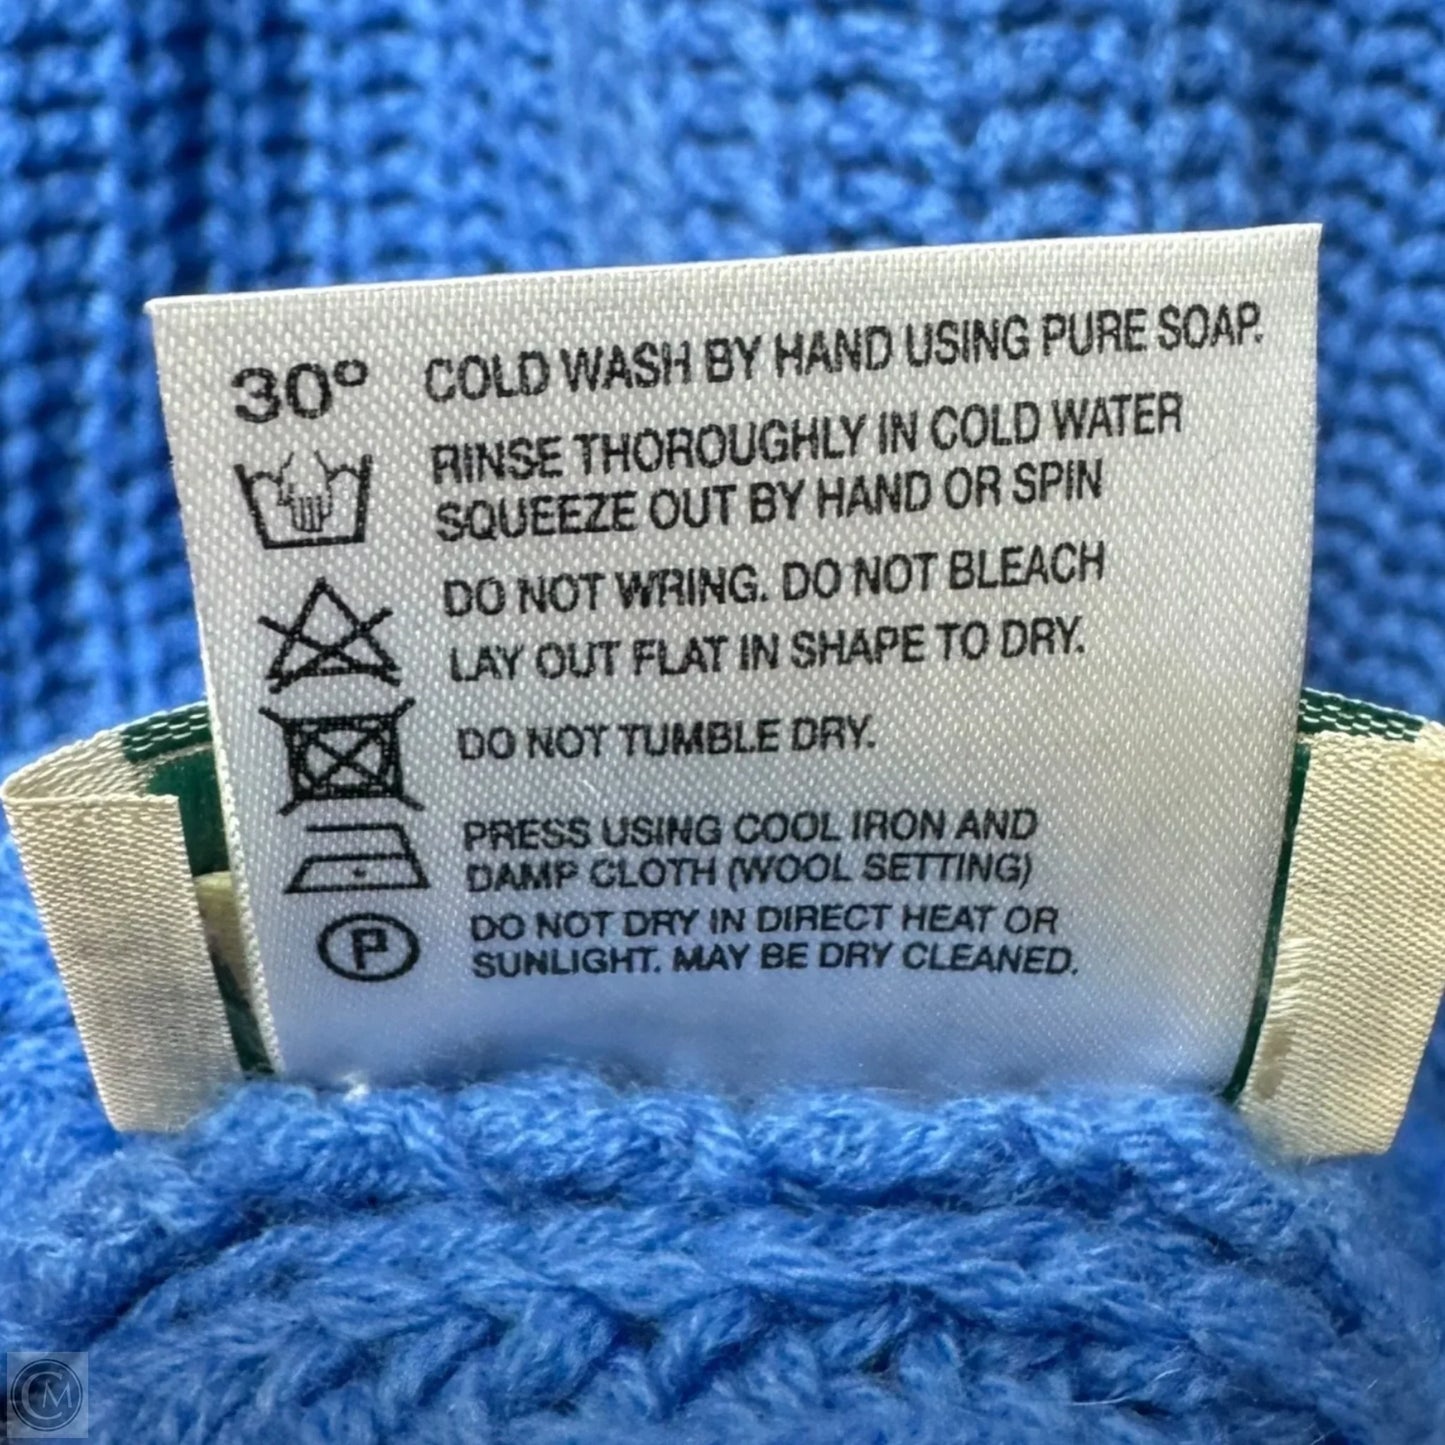 30° COLD WASH BY HAND USING PURE SOAP.
RINSE THOROUGHLY IN COLD WATER
SQUEEZE OUT BY HAND OR SPIN
DO NOT WRING. DO NOT BLEACH
LAY OUT FLAT IN SHAPE TO DRY.
DO NOT TUMBLE DRY.
PRESS USING COOL IRON AND
DAMP CLOTH (WOOL SETTING)
P DO NOT DRY IN DIRECT HEAT OR
SUNLIGHT. MAY BE DRY CLEANED.
CM